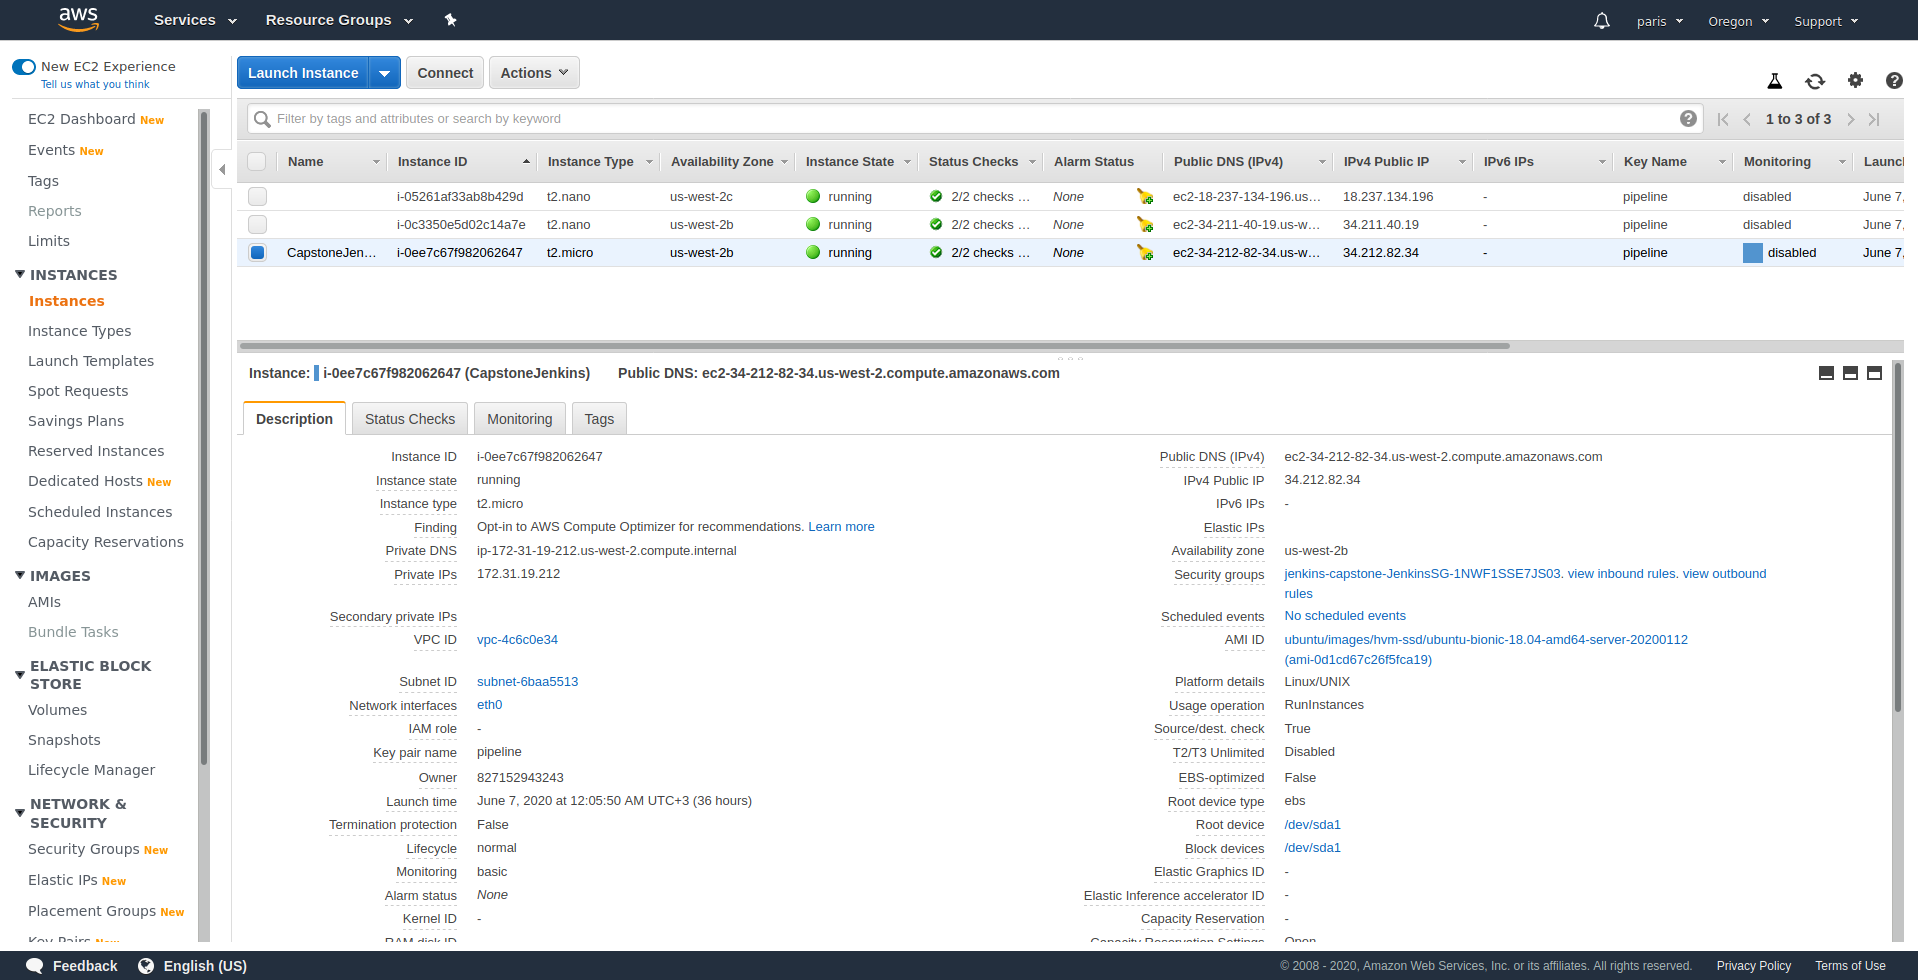 aws Services Resource Groups paris Oregon Support
New EC2 Experience
Tell us what you think
EC2 Dashboard New
Events New
Tags
Reports
Limits
INSTANCES
Instances
Instance Types
Launch Templates
Spot Requests
Savings Plans
Reserved Instances
Dedicated Hosts New
Scheduled Instances
Capacity Reservations
IMAGES
AMIs
Bundle Tasks
ELASTIC BLOCK
STORE
Volumes
Snapshots
Lifecycle Manager
NETWORK &
SECURITY
Security Groups New
Elastic IPs New
Placement Groups New
Key Pairs New
Launch Instance Connect Actions
Filter by tags and attributes or search by keyword 1 to 3 of 3
Name Instance ID Instance Type Availability Zone Instance State Status Checks Alarm Status Public DNS (IPv4) IPv4 Public IP IPv6 IPs Key Name Monitoring Launc
i-05261af33ab8b429d t2.nano us-west-2c running 2/2 checks ... None ec2-18-237-134-196.us... 18.237.134.196 - pipeline disabled June 7,
i-0c3350e5d02c14a7e t2.nano us-west-2b running 2/2 checks ... None ec2-34-211-40-19.us-w... 34.211.40.19 - pipeline disabled June 7,
CapstoneJen... i-0ee7c67f982062647 t2.micro us-west-2b running 2/2 checks ... None ec2-34-212-82-34.us-w... 34.212.82.34 - pipeline disabled June 7,
Instance: i-0ee7c67f982062647 (CapstoneJenkins) Public DNS: ec2-34-212-82-34.us-west-2.compute.amazonaws.com
Description Status Checks Monitoring Tags
Instance ID i-0ee7c67f982062647
Instance state running
Instance type t2.micro
Finding Opt-in to AWS Compute Optimizer for recommendations. Learn more
Private DNS ip-172-31-19-212.us-west-2.compute.internal
Private IPs 172.31.19.212
Secondary private IPs
VPC ID vpc-4c6c0e34
Subnet ID subnet-6baa5513
Network interfaces eth0
IAM role -
Key pair name pipeline
Owner 827152943243
Launch time June 7, 2020 at 12:05:50 AM UTC+3 (36 hours)
Termination protection False
Lifecycle normal
Monitoring basic
Alarm status None
Kernel ID -
RAM disk ID
Public DNS (IPv4) ec2-34-212-82-34.us-west-2.compute.amazonaws.com
IPv4 Public IP 34.212.82.34
IPv6 IPs -
Elastic IPs
Availability zone us-west-2b
Security groups jenkins-capstone-JenkinsSG-1NWF1SSE7JS03. view inbound rules. view outbound
rules
Scheduled events No scheduled events
AMI ID ubuntu/images/hvm-ssd/ubuntu-bionic-18.04-amd64-server-20200112
(ami-0d1cd67c26f5fca19)
Platform details Linux/UNIX
Usage operation RunInstances
Source/dest. check True
T2/T3 Unlimited Disabled
EBS-optimized False
Root device type ebs
Root device /dev/sda1
Block devices /dev/sda1
Elastic Graphics ID -
Elastic Inference accelerator ID -
Capacity Reservation -
Capacity Reservation Settings Open
Feedback English (US) © 2008 - 2020, Amazon Web Services, Inc. or its affiliates. All rights reserved. Privacy Policy Terms of Use